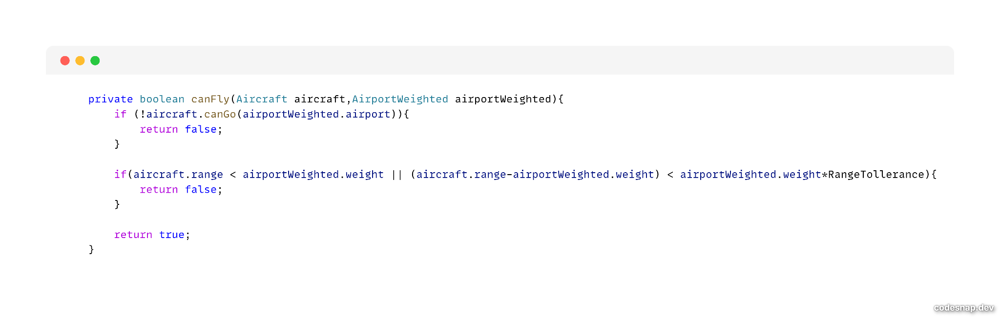 private boolean canFly(Aircraft aircraft,AirportWeighted airportWeighted){
    if (!aircraft.canGo(airportWeighted.airport)){
        return false;
    }

    if(aircraft.range < airportWeighted.weight || (aircraft.range-airportWeighted.weight) < airportWeighted.weight*RangeTollerance){
        return false;
    }

    return true;
}
codesnap.dev